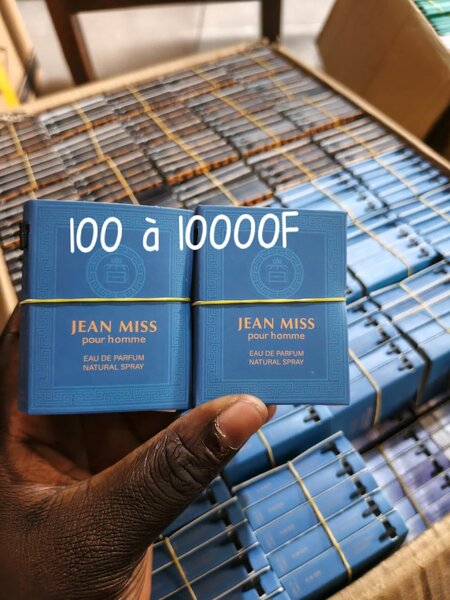 100 à 10000F
JEAN MISS
pour homme
EAU DE PARFUM
NATURAL SPRAY
JEAN MISS
pour homme
EAU DE PARFUM
NATURAL SPRAY